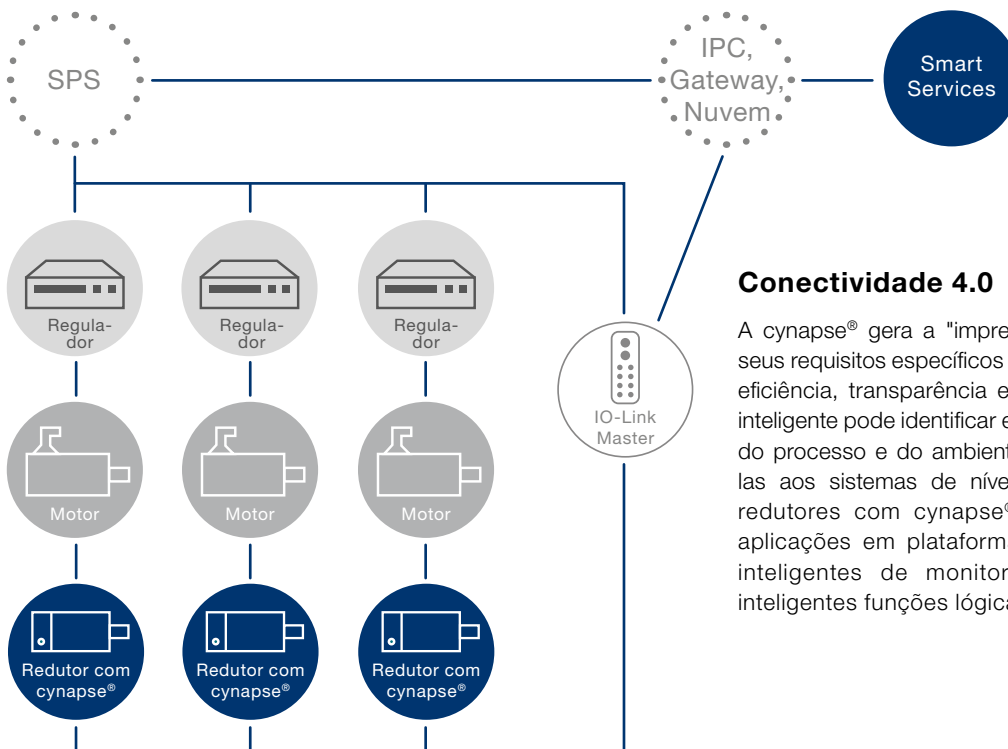 SPS
IPC,
Gateway,
Nuvem
Smart
Services
Regula-
dor
Regula-
dor
Regula-
dor
IO-Link
Master
Motor
Motor
Motor
Redutor com
cynapse®
Redutor com
cynapse®
Redutor com
cynapse®
Conectividade 4.0
A cynapse® gera a "impre
seus requisitos específicos
eficiência, transparência e
inteligente pode identificar e
do processo e do ambient
las aos sistemas de níve
redutores com cynapse®
aplicações em plataform
inteligentes de monitor
inteligentes funções lógica